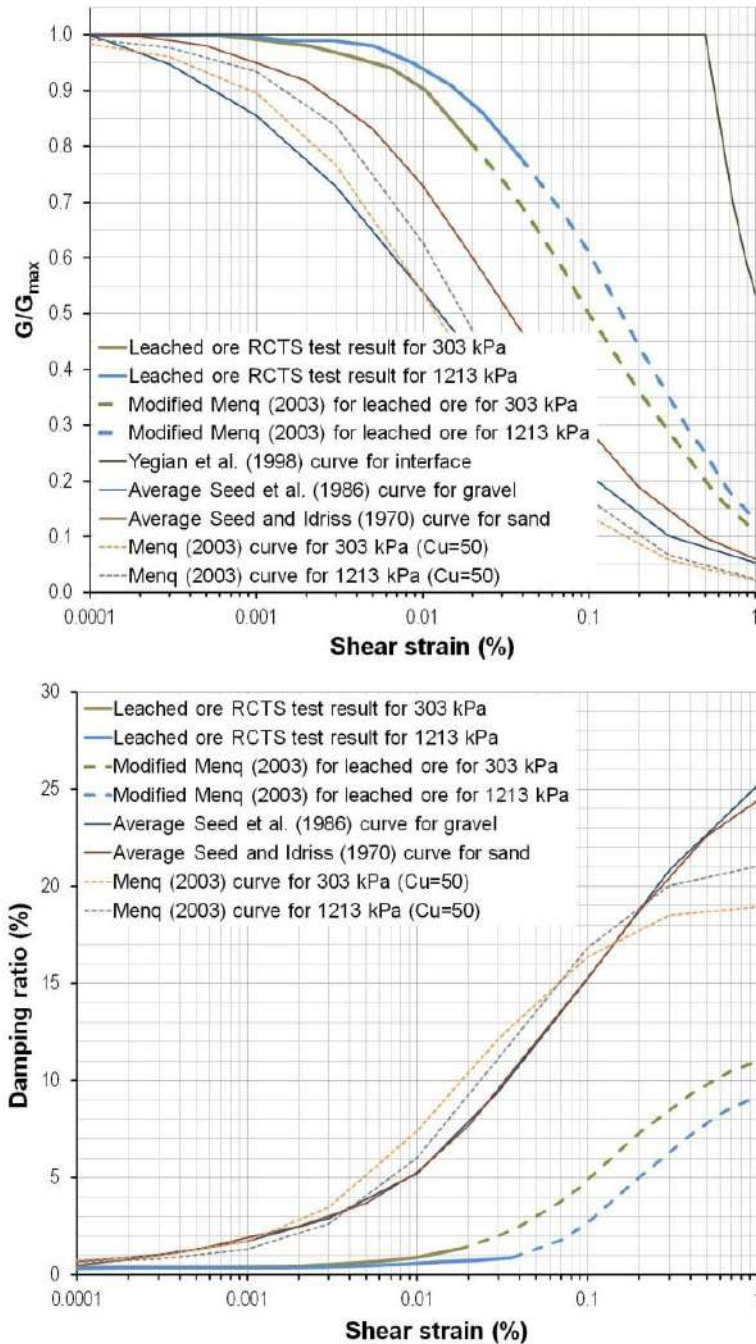 1.0
0.9
0.8
0.7
0.6
0.5
0.4
0.3
0.2
0.1
0.0
G/Gmax
Leached ore RCTS test result for 303 kPa
Leached ore RCTS test result for 1213 kPa
Modified Menq (2003) for leached ore for 303 kPa
Modified Menq (2003) for leached ore for 1213 kPa
Yegian et al. (1998) curve for interface
Average Seed et al. (1986) curve for gravel
Average Seed and Idriss (1970) curve for sand
Menq (2003) curve for 303 kPa (Cu=50)
Menq (2003) curve for 1213 kPa (Cu=50)
0.0001 0.001 0.01 0.1 1
Shear strain (%)
30
25
20
15
10
5
0
Damping ratio (%)
Leached ore RCTS test result for 303 kPa
Leached ore RCTS test result for 1213 kPa
Modified Menq (2003) for leached ore for 303 kPa
Modified Menq (2003) for leached ore for 1213 kPa
Average Seed et al. (1986) curve for gravel
Average Seed and Idriss (1970) curve for sand
Menq (2003) curve for 303 kPa (Cu=50)
Menq (2003) curve for 1213 kPa (Cu=50)
0.0001 0.001 0.01 0.1 1
Shear strain (%)